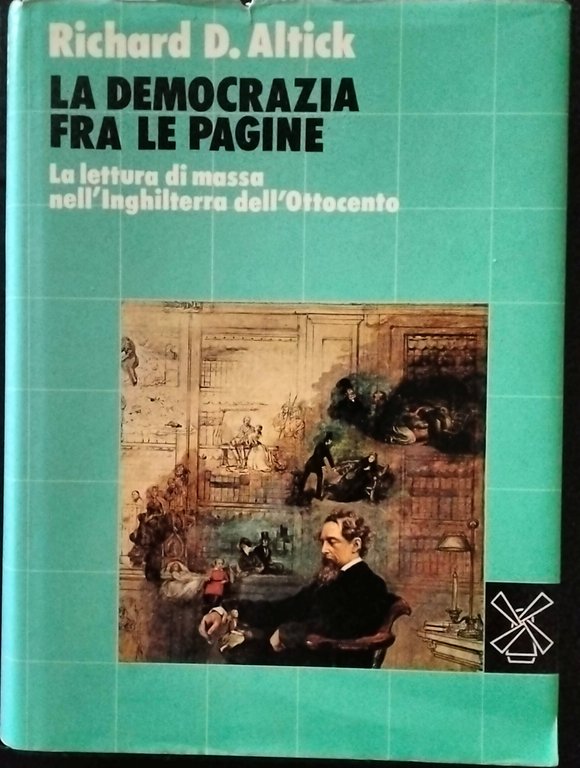 Richard D. Altick
LA DEMOCRAZIA
FRA LE PAGINE
La lettura di massa
nell'Inghilterra dell'Ottocento